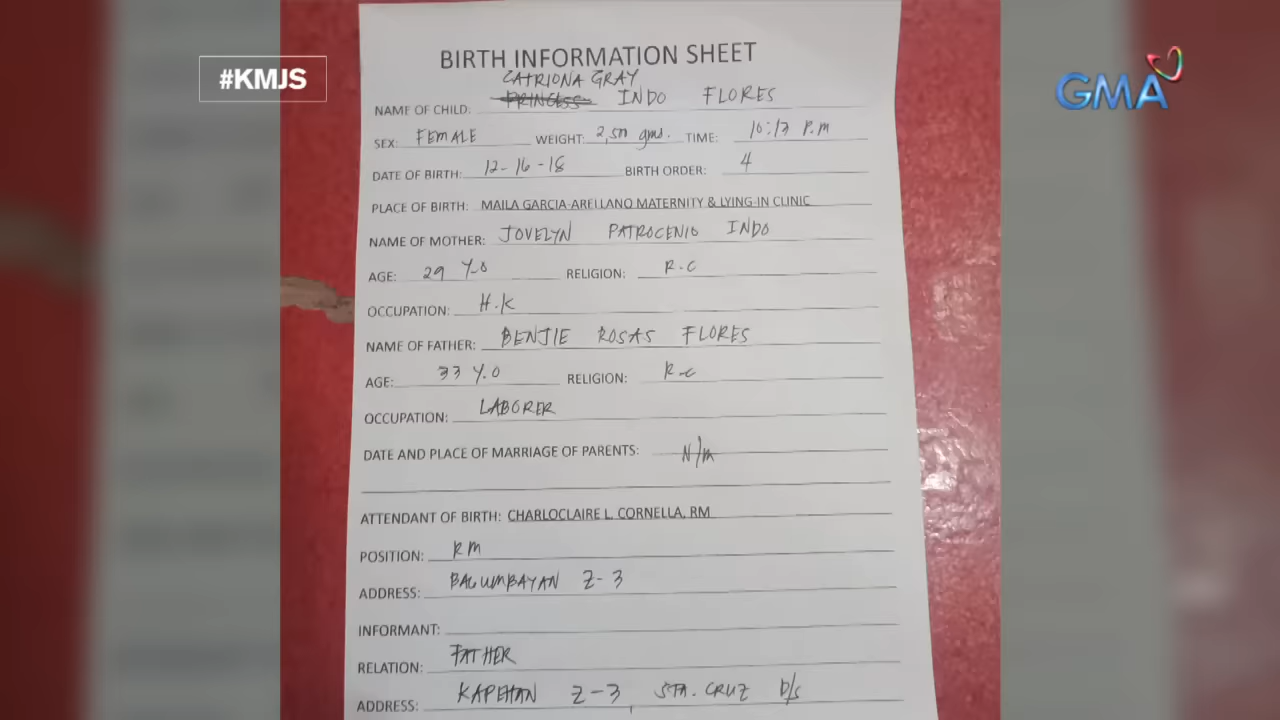 #KMJS
GMA
BIRTH INFORMATION SHEET
CATRIONA GRAY
NAME OF CHILD: PRINCESS INDO FLORES
SEX: FEMALE WEIGHT: gms. TIME: P.M
DATE OF BIRTH: 12-16-18 BIRTH ORDER: 4
PLACE OF BIRTH: MAILA GARCIA-ARELLANO MATERNITY & LYING-IN CLINIC
NAME OF MOTHER: JOVELYN PATROCENIO INDO
AGE: 29 Y.O RELIGION: R.C
OCCUPATION: H.K
NAME OF FATHER: BENJIE ROSAS FLORES
AGE: 33 Y.O RELIGION: R.C
OCCUPATION: LABORER
DATE AND PLACE OF MARRIAGE OF PARENTS: N/M
ATTENDANT OF BIRTH: CHARLOCLAIRE L. CORNELLA, RM
POSITION: RM
ADDRESS: BAGUMBAYAN Z-3
INFORMANT:
RELATION: FATHER
ADDRESS: KAPEHAN Z-3 STA. CRUZ D/S